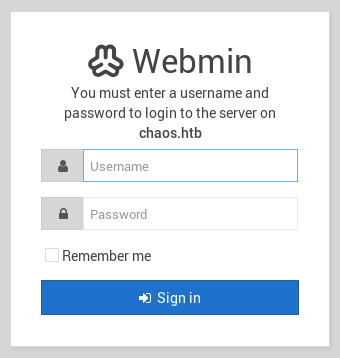 Webmin
You must enter a username and
password to login to the server on
chaos.htb
Username
Password
Remember me
Sign in